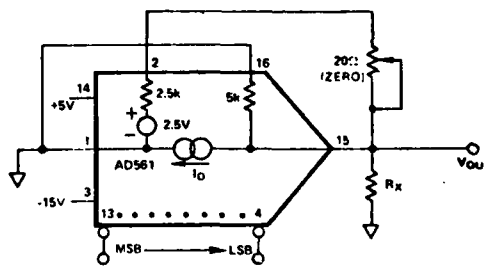 2
16
20Ω
(ZERO)
14
+5V
2.5k
5k
+
2.5V
-
1
15
AD561
I_O
V_OU
3
-15V
R_X
13
4
MSB
LSB